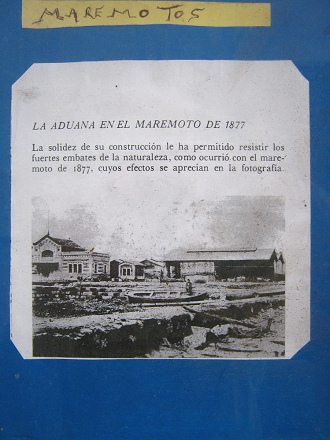 MAREMOTOS
LA ADUANA EN EL MAREMOTO DE 1877
La solidez de su construcción le ha permitido resistir los
fuertes embates de la naturaleza, como ocurrió con el mare-
moto de 1877, cuyos efectos se aprecian en la fotografía.